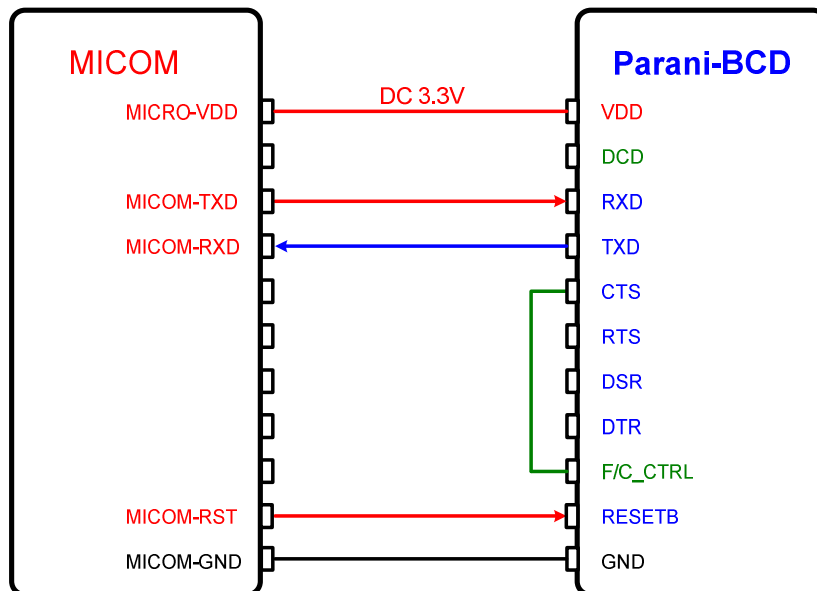 MICOM
Parani-BCD
DC 3.3V
MICRO-VDD
VDD
DCD
MICOM-TXD
RXD
MICOM-RXD
TXD
CTS
RTS
DSR
DTR
F/C_CTRL
MICOM-RST
RESETB
MICOM-GND
GND